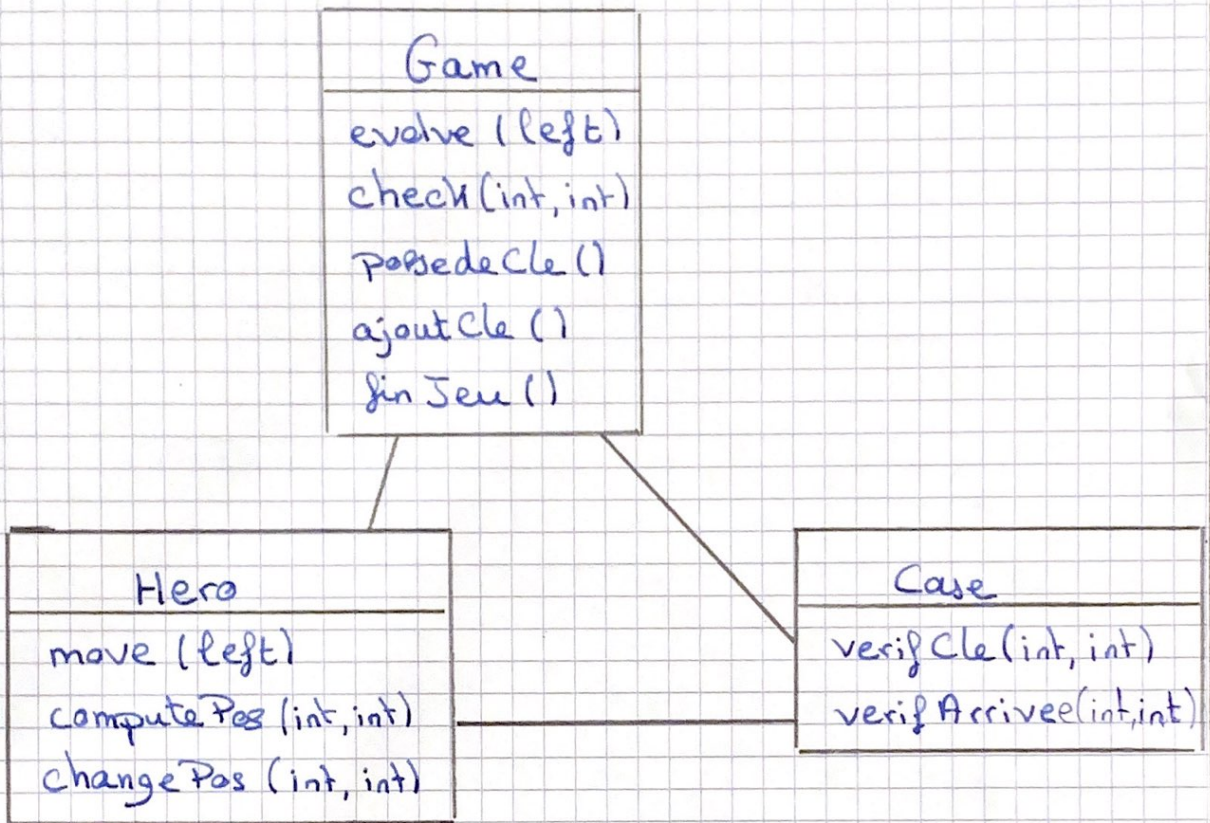 Game
evolve (left)
check(int, int)
possedeCle ()
ajoutCle ()
finJeu ()
Hero
move (left)
computePos (int, int)
changePos (int, int)
Case
verifCle(int, int)
verifArrivee(int,int)